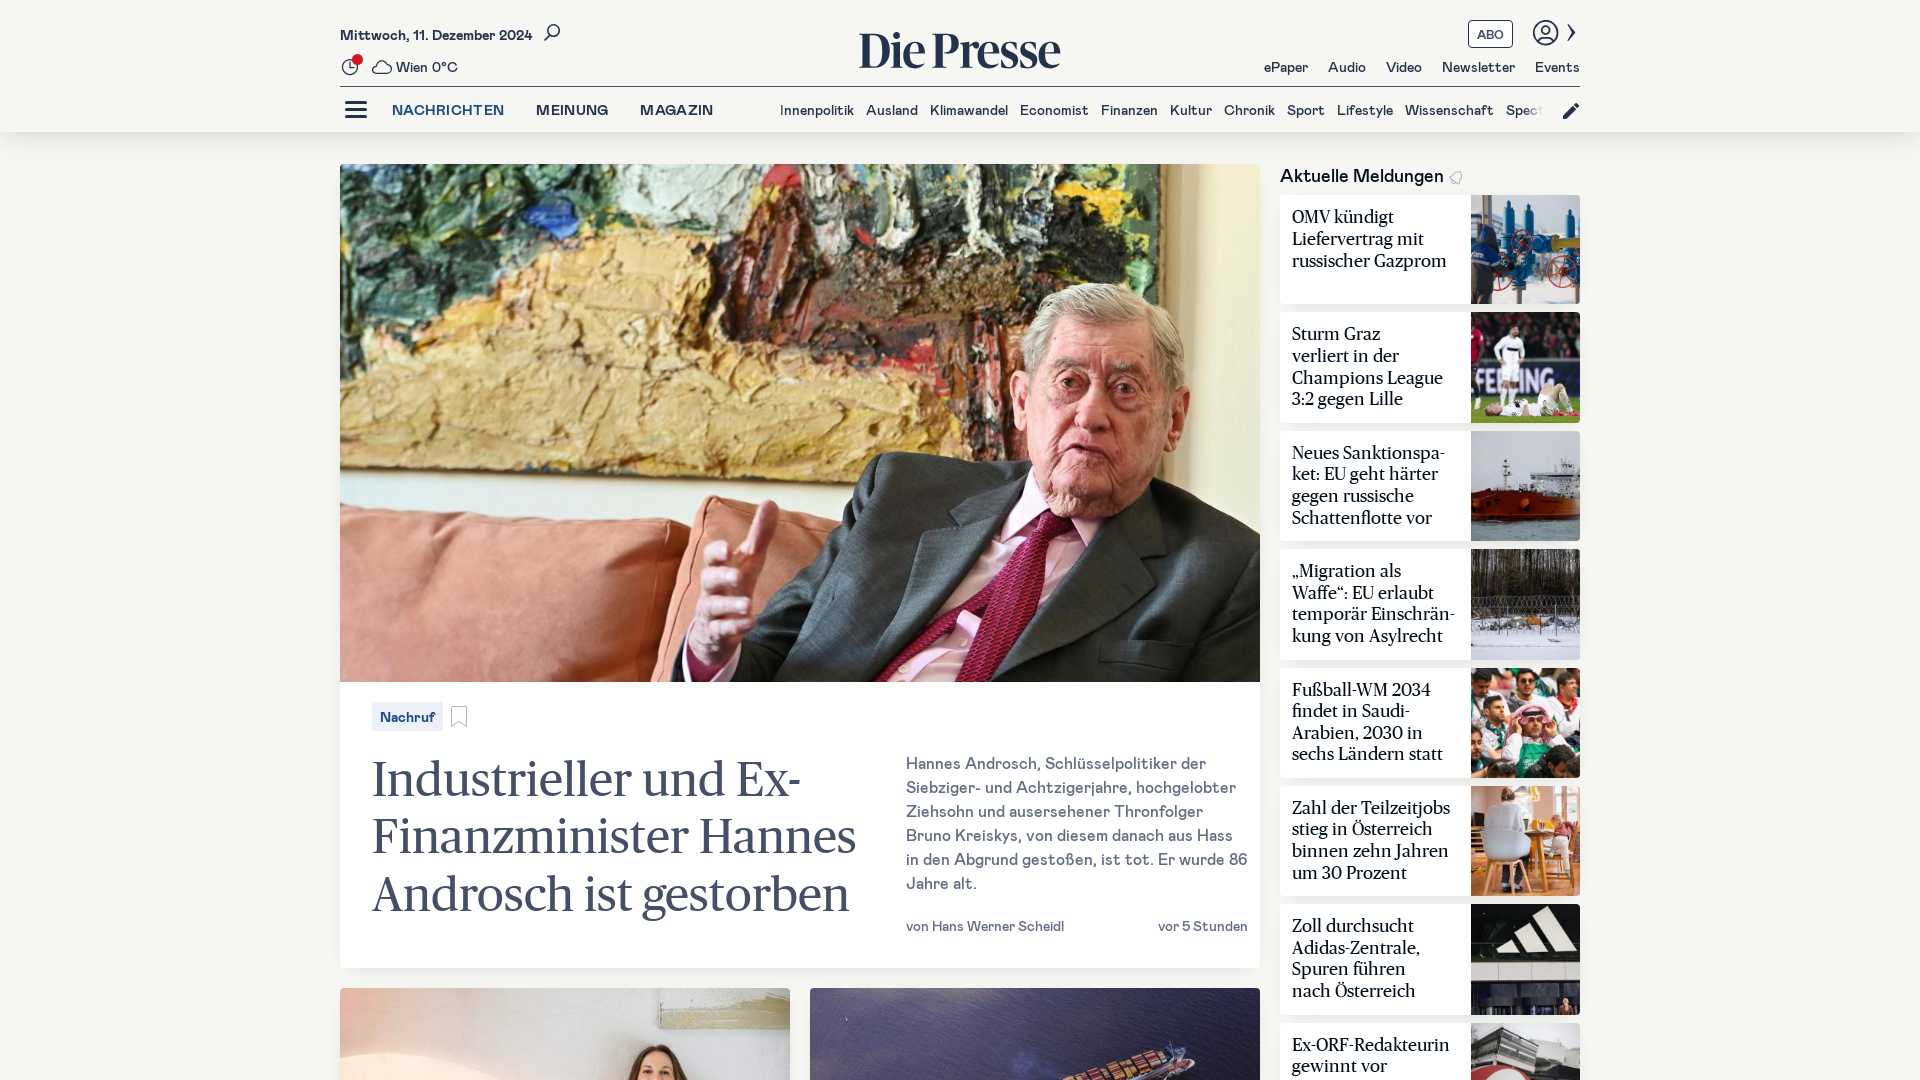 Mittwoch, 11. Dezember 2024
Wien 0°C
Die Presse
ABO
ePaper Audio Video Newsletter Events
NACHRICHTEN MEINUNG MAGAZIN
Innenpolitik Ausland Klimawandel Economist Finanzen Kultur Chronik Sport Lifestyle Wissenschaft Spect
Nachruf
Industrieller und Ex-
Finanzminister Hannes
Androsch ist gestorben
Hannes Androsch, Schlüsselpolitiker der
Siebziger- und Achtzigerjahre, hochgelobter
Ziehsohn und ausersehener Thronfolger
Bruno Kreiskys, von diesem danach aus Hass
in den Abgrund gestoßen, ist tot. Er wurde 86
Jahre alt.
von Hans Werner Scheidl vor 5 Stunden
Aktuelle Meldungen
OMV kündigt
Liefervertrag mit
russischer Gazprom
Sturm Graz
verliert in der
Champions League
3:2 gegen Lille
Neues Sanktionspa-
ket: EU geht härter
gegen russische
Schattenflotte vor
„Migration als
Waffe“: EU erlaubt
temporär Einschrän-
kung von Asylrecht
Fußball-WM 2034
findet in Saudi-
Arabien, 2030 in
sechs Ländern statt
Zahl der Teilzeitjobs
stieg in Österreich
binnen zehn Jahren
um 30 Prozent
Zoll durchsucht
Adidas-Zentrale,
Spuren führen
nach Österreich
Ex-ORF-Redakteurin
gewinnt vor